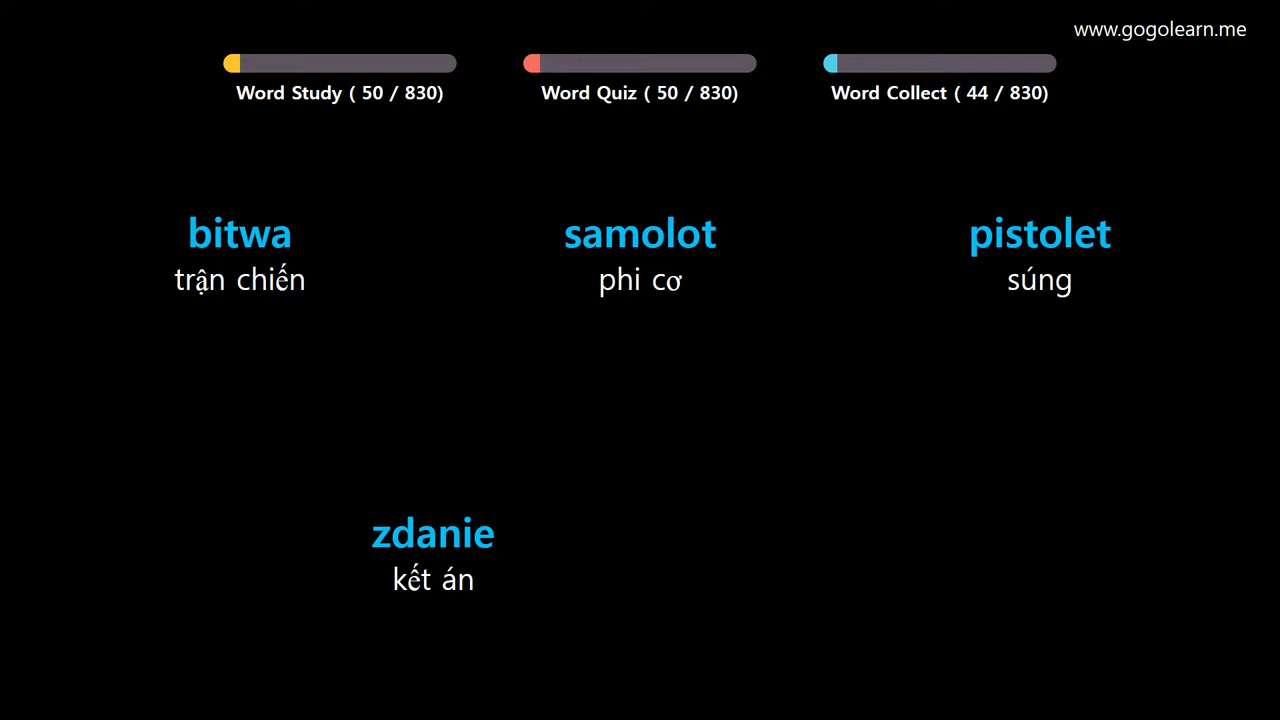 www.gogolearn.me
Word Study ( 50 / 830)
Word Quiz ( 50 / 830)
Word Collect ( 44 / 830)
bitwa
trận chiến
samolot
phi cơ
pistolet
súng
zdanie
kết án